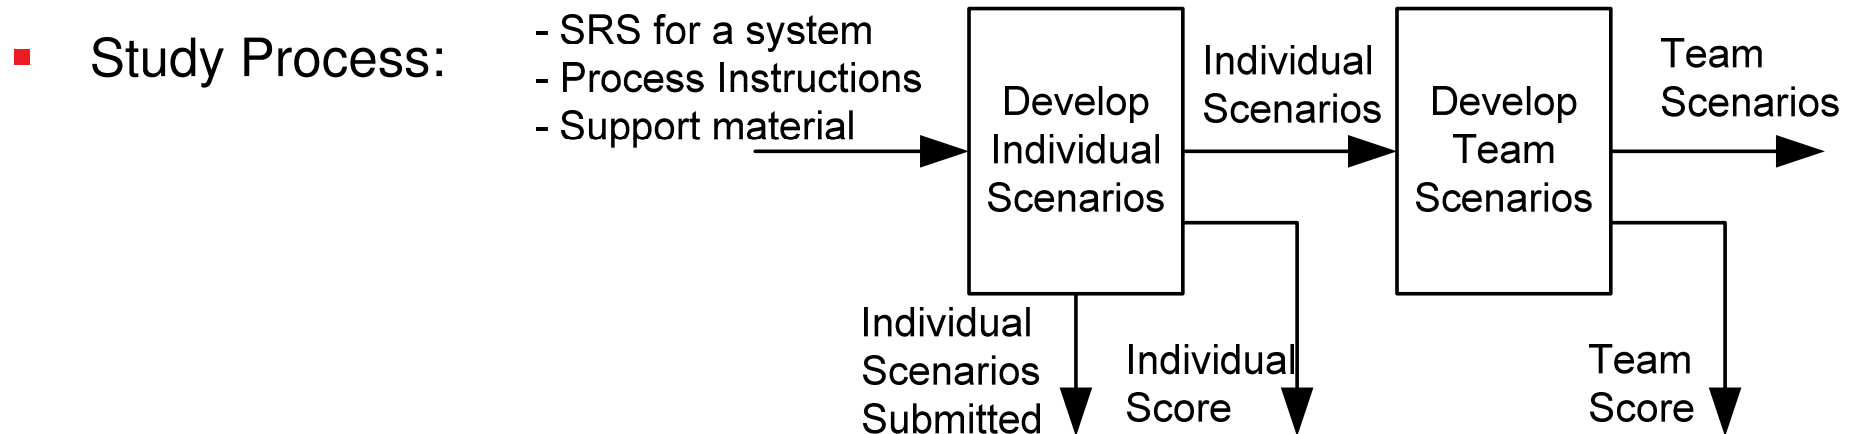 Study Process:
- SRS for a system
- Process Instructions
- Support material
Develop
Individual
Scenarios
Individual
Scenarios
Develop
Team
Scenarios
Team
Scenarios
Individual
Scenarios
Submitted
Individual
Score
Team
Score